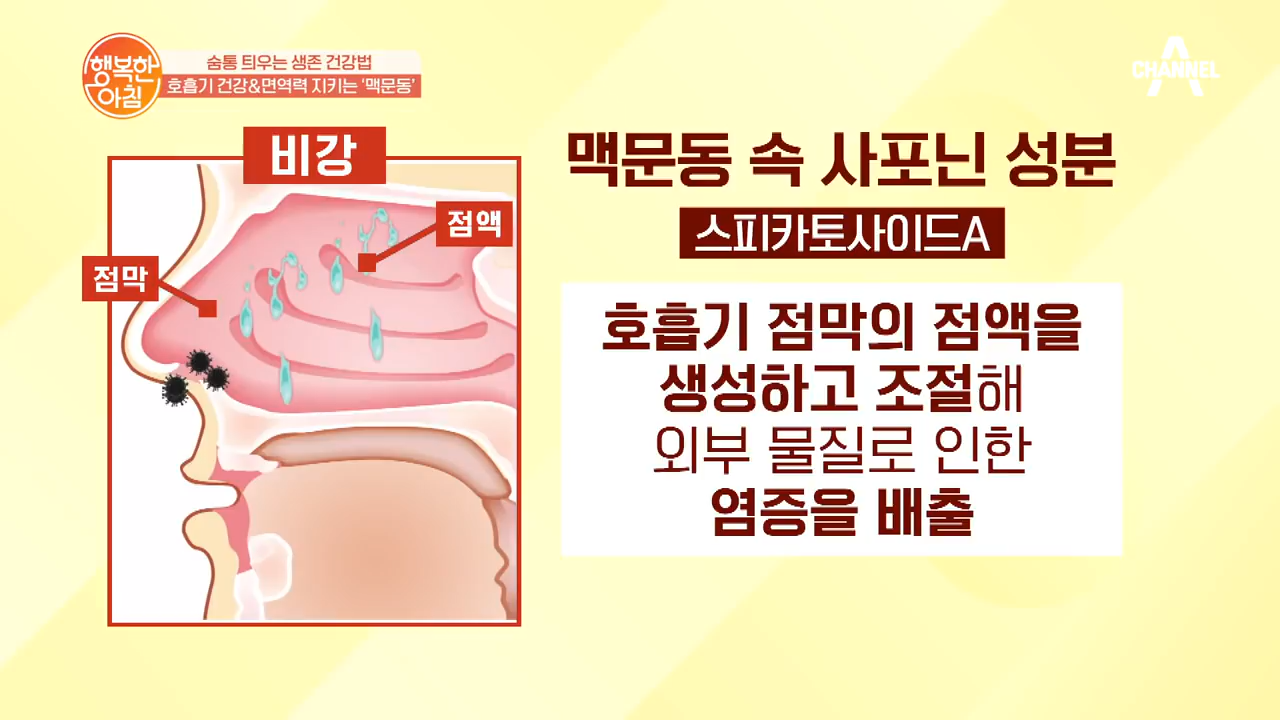 행복한
아침
숨통 틔우는 생존 건강법
호흡기 건강&면역력 지키는 '맥문동'
CHANNEL A
비강
점액
점막
맥문동 속 사포닌 성분
스피카토사이드A
호흡기 점막의 점액을
생성하고 조절해
외부 물질로 인한
염증을 배출